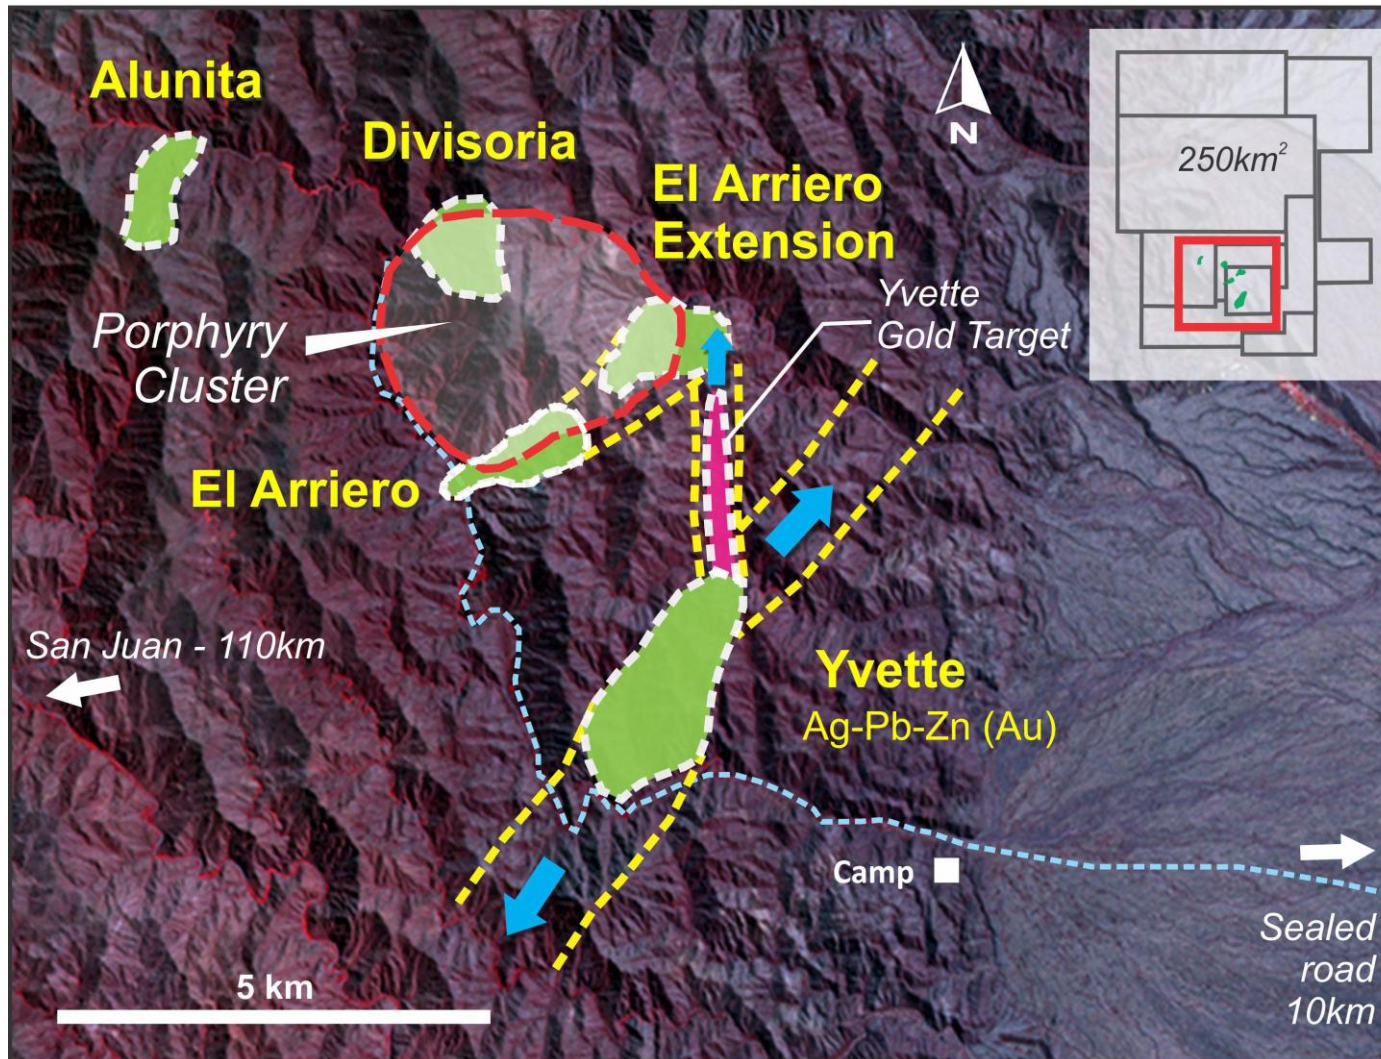 Alunita
Divisoria
El Arriero
Extension
N
250km²
Yvette
Gold Target
Porphyry
Cluster
El Arriero
San Juan - 110km
Yvette
Ag-Pb-Zn (Au)
Camp
Sealed
road
10km
5 km